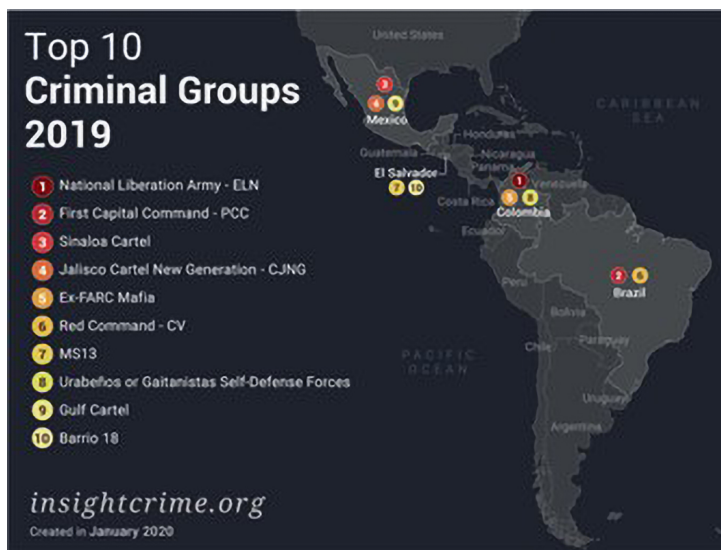 Top 10
Criminal Groups
2019
1 National Liberation Army - ELN
2 First Capital Command - PCC
3 Sinaloa Cartel
4 Jalisco Cartel New Generation - CJNG
5 Ex-FARC Mafia
6 Red Command - CV
7 MS13
8 Urabeños or Gaitanistas Self-Defense Forces
9 Gulf Cartel
10 Barrio 18
insightcrime.org
Created in January 2020
United States
3
4 9
Mexico
CARIBBEAN
SEA
Honduras
Guatemala
Nicaragua
El Salvador
Panama
7 10
1
Venezuela
Costa Rica
5 8
Colombia
Ecuador
2 6
Peru
Brazil
Bolivia
PACIFIC
OCEAN
Chile
Paraguay
Uruguay
Argentina